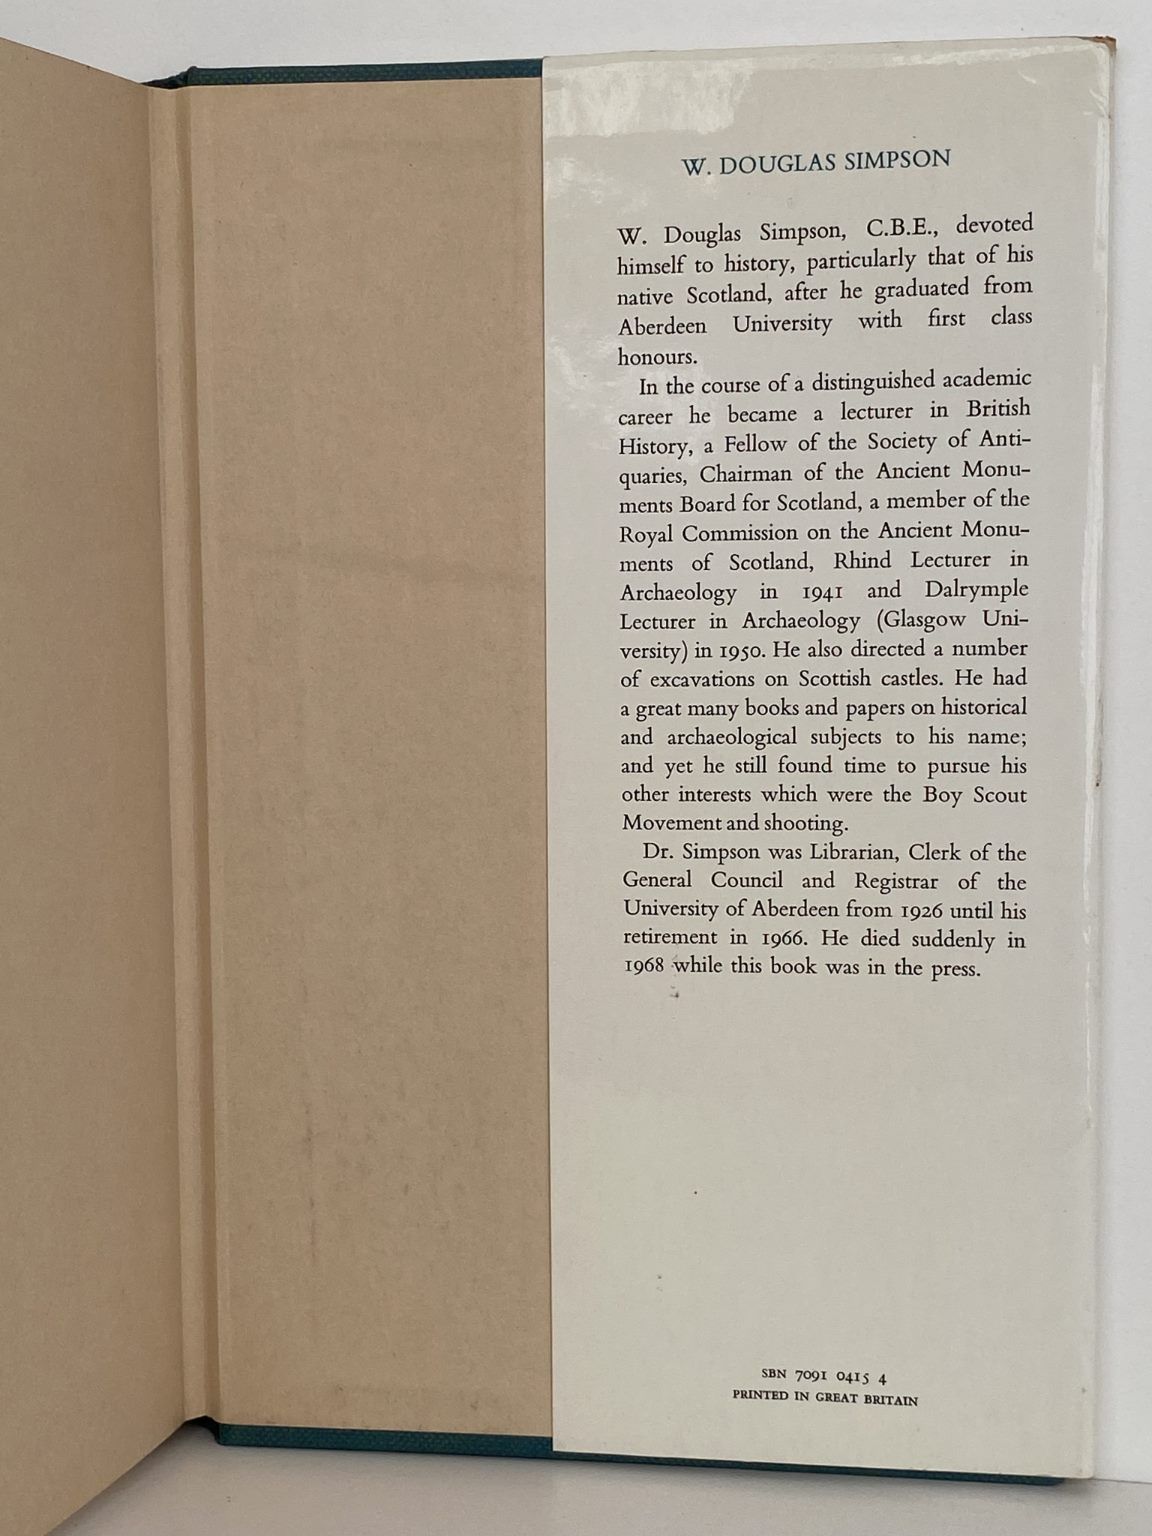 W. DOUGLAS SIMPSON
W. Douglas Simpson, C.B.E., devoted
himself to history, particularly that of his
native Scotland, after he graduated from
Aberdeen University with first class
honours.
In the course of a distinguished academic
career he became a lecturer in British
History, a Fellow of the Society of Anti-
quaries, Chairman of the Ancient Monu-
ments Board for Scotland, a member of the
Royal Commission on the Ancient Monu-
ments of Scotland, Rhind Lecturer in
Archaeology in 1941 and Dalrymple
Lecturer in Archaeology (Glasgow Uni-
versity) in 1950. He also directed a number
of excavations on Scottish castles. He had
a great many books and papers on historical
and archaeological subjects to his name;
and yet he still found time to pursue his
other interests which were the Boy Scout
Movement and shooting.
Dr. Simpson was Librarian, Clerk of the
General Council and Registrar of the
University of Aberdeen from 1926 until his
retirement in 1966. He died suddenly in
1968 while this book was in the press.
SBN 7091 0415 4
PRINTED IN GREAT BRITAIN